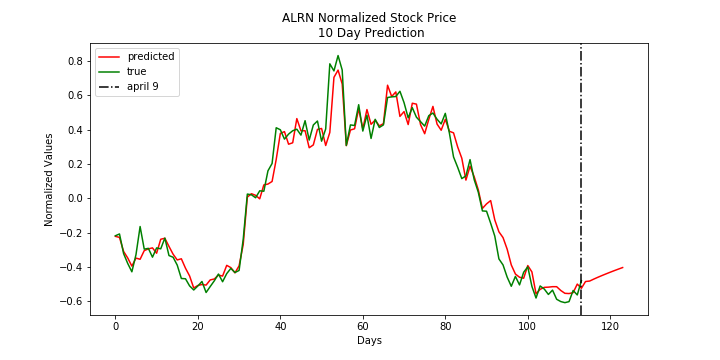 ALRN Normalized Stock Price
10 Day Prediction
predicted
true
april 9
Normalized Values
0.8
0.6
0.4
0.2
0.0
−0.2
−0.4
−0.6
0 20 40 60 80 100 120
Days